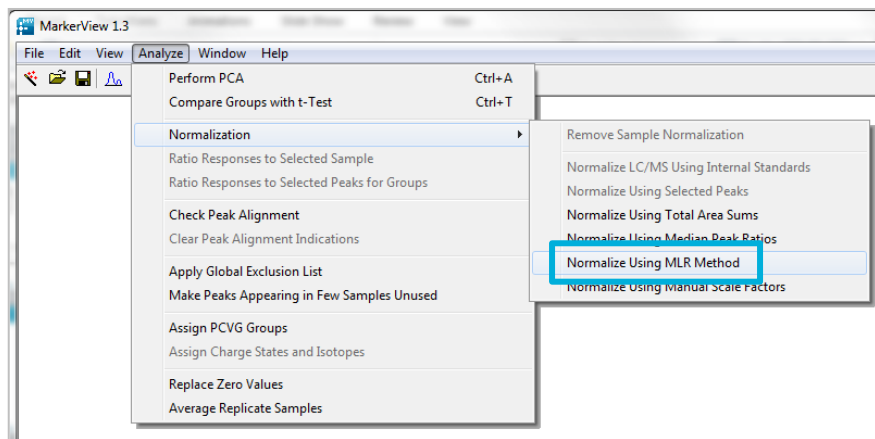 MarkerView 1.3
File Edit View Analyze Window Help
Perform PCA Ctrl+A
Compare Groups with t-Test Ctrl+T
Normalization
Ratio Responses to Selected Sample
Ratio Responses to Selected Peaks for Groups
Check Peak Alignment
Clear Peak Alignment Indications
Apply Global Exclusion List
Make Peaks Appearing in Few Samples Unused
Assign PCVG Groups
Assign Charge States and Isotopes
Replace Zero Values
Average Replicate Samples
Remove Sample Normalization
Normalize LC/MS Using Internal Standards
Normalize Using Selected Peaks
Normalize Using Total Area Sums
Normalize Using Median Peak Ratios
Normalize Using MLR Method
Normalize Using Manual Scale Factors